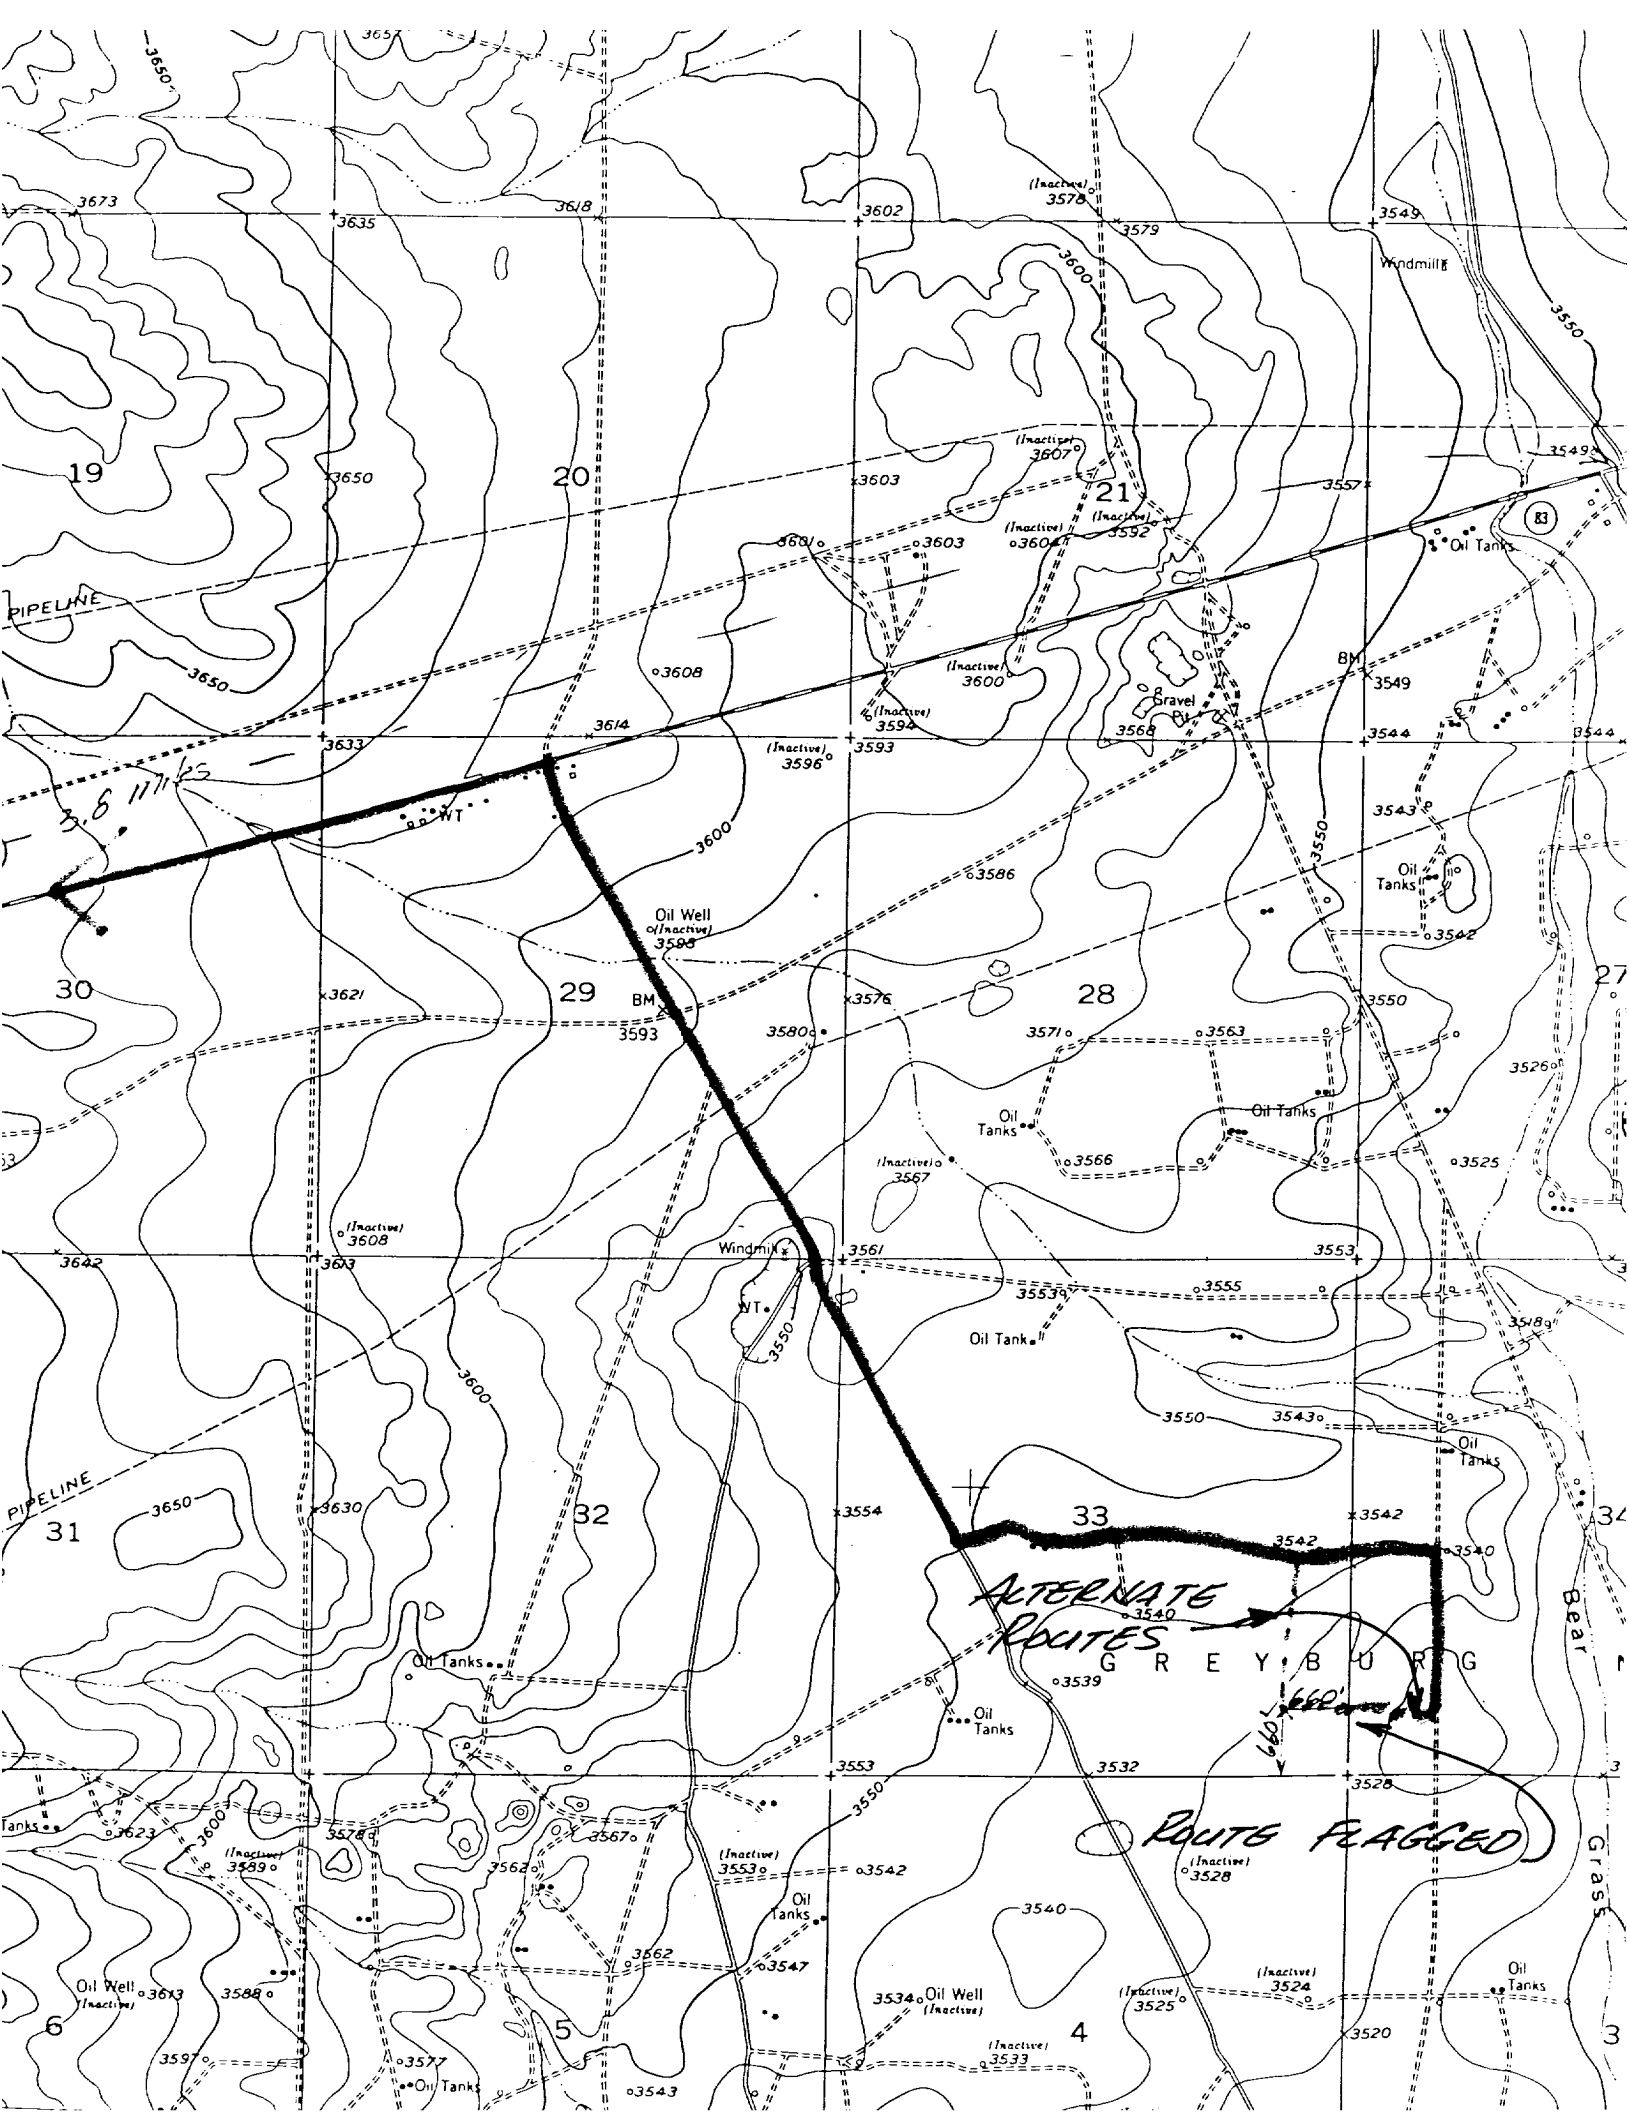 3657
3650
3673
3635
3618
3602
(Inactive)
3578
3579
3549
Windmill
3600
3550
19
3650
20
3603
(Inactive)
3607
21
(Inactive)
3592
3557
3549
83
3601
3603
(Inactive)
3604
Oil Tanks
PIPELINE
3650
3608
(Inactive)
3600
BM
3549
Gravel
Pit
3614
(Inactive)
3594
3568
3633
(Inactive)
3596
3593
3544
3544
3.8
WT
3600
3550
3543
3586
Oil
Tanks
Oil Well
(Inactive)
3595
3542
30
3621
29
BM
3593
3576
28
3550
27
3580
3571
3563
3526
Oil
Tanks
Oil Tanks
(Inactive)
3567
3566
3525
(Inactive)
3608
Windmill
3642
3613
3561
3553
WT
3550
3553
3555
3518
Oil Tank
3600
3550
3543
Oil
Tanks
PIPELINE
3650
31
3630
32
3554
33
3542
34
3542
3540
ALTERNATE
ROUTES
3540
Bear
Oil Tanks
G R E Y B U R G
3539
660'
Oil
Tanks
660'
3553
3532
3528
3550
Tanks
3623
3600
3578
3567
ROUTE FLAGGED
(Inactive)
3589
3562
(Inactive)
3553
3542
(Inactive)
3528
Grass
Oil
Tanks
3540
3562
3547
Oil Well
(Inactive)
3613
3588
3534
Oil Well
(Inactive)
(Inactive)
3525
(Inactive)
3524
Oil
Tanks
6
5
4
3520
3
3597
3577
(Inactive)
3533
Oil Tanks
3543